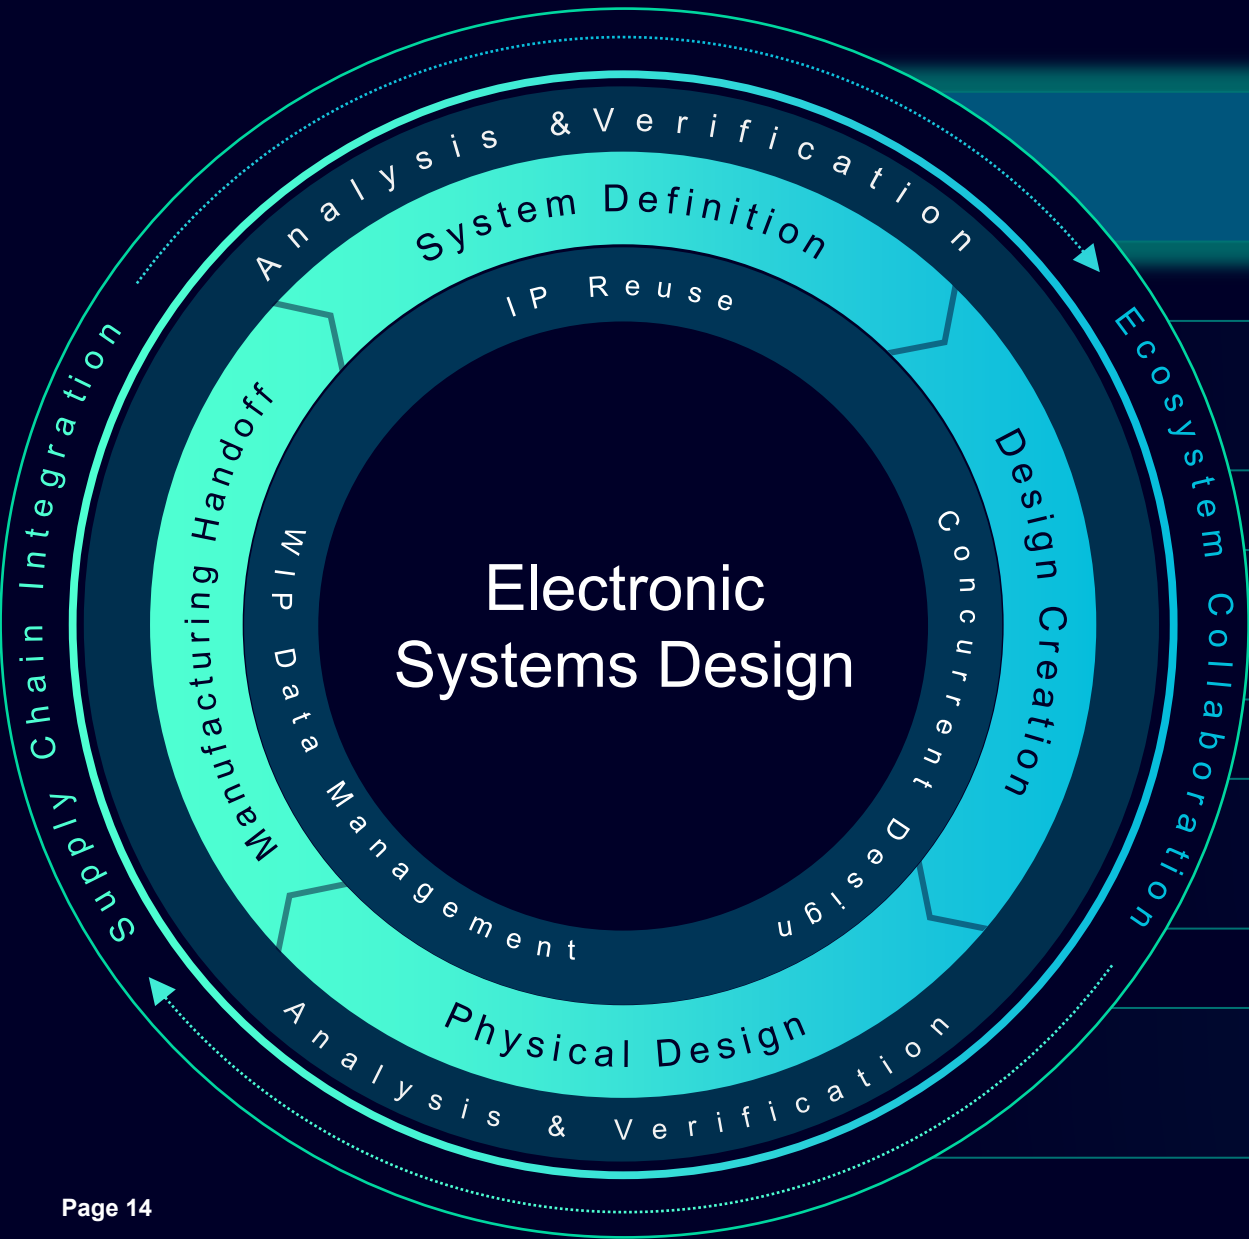 Analysis & Verification
System Definition
IP Reuse
Supply Chain Integration
Ecosystem Collaboration
Manufacturing Handoff
Design Creation
WIP Data Management
Concurrent Design
Electronic
Systems Design
Physical Design
Analysis & Verification
Page 14